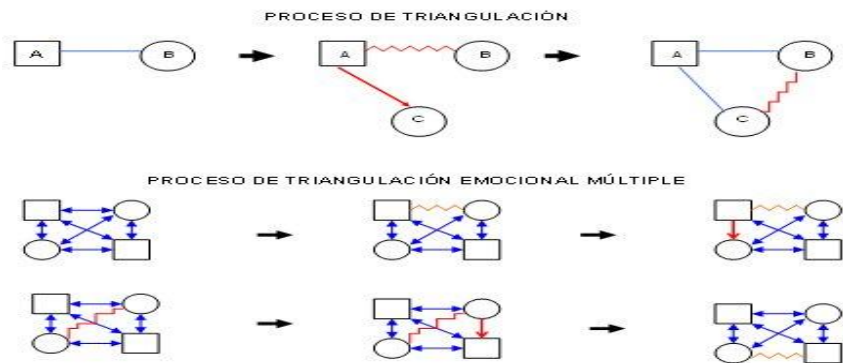 PROCESO DE TRIANGULACIÓN
A B A B A B
C C
PROCESO DE TRIANGULACIÓN EMOCIONAL MÚLTIPLE